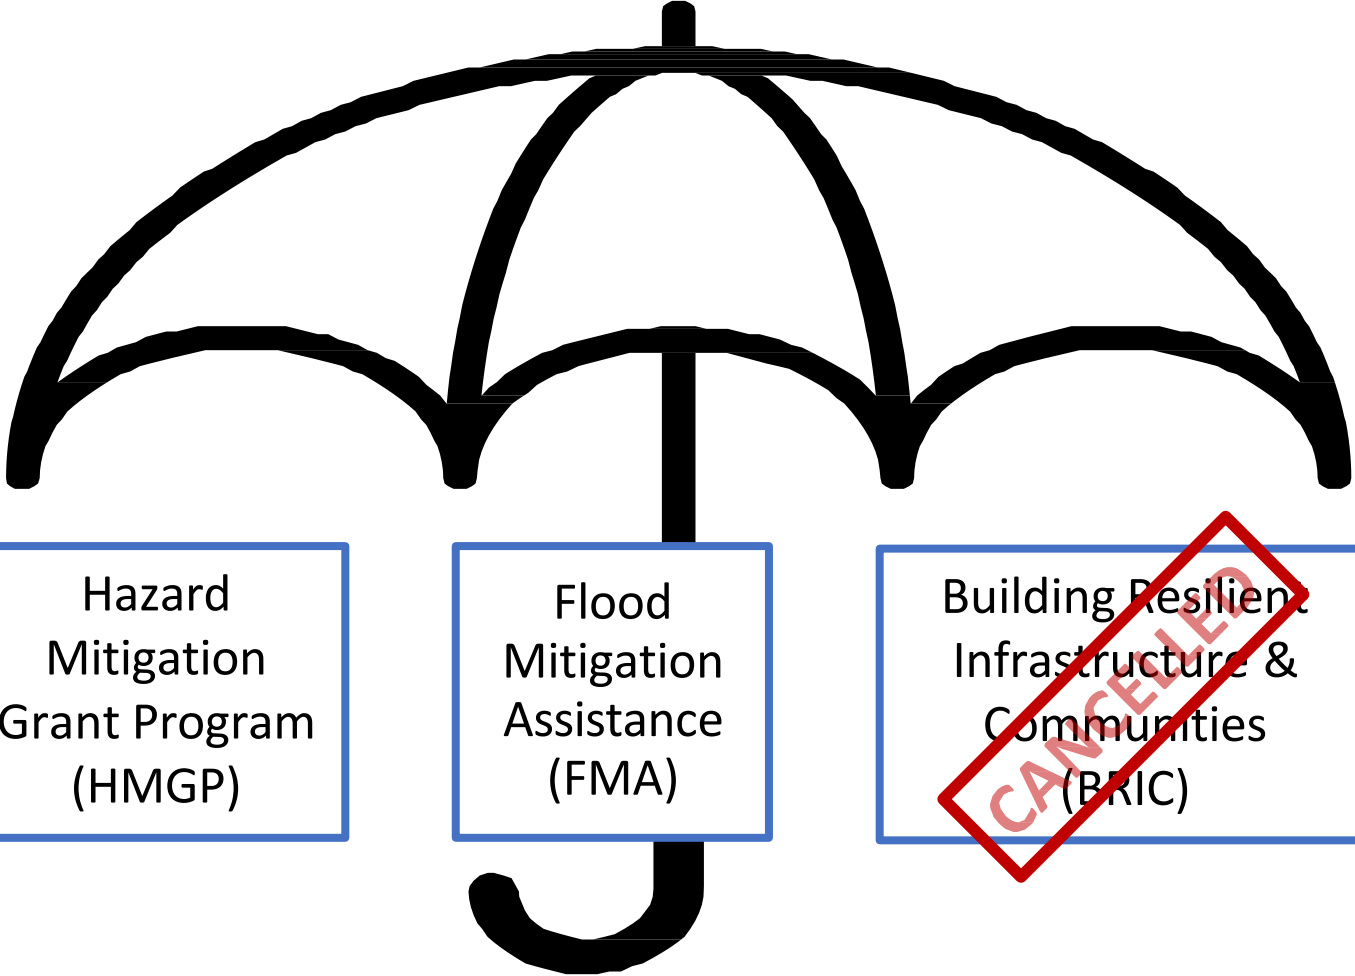 Hazard
Mitigation
Grant Program
(HMGP)
Flood
Mitigation
Assistance
(FMA)
Building Resilient
Infrastructure &
Communities
(BRIC)
CANCELLED